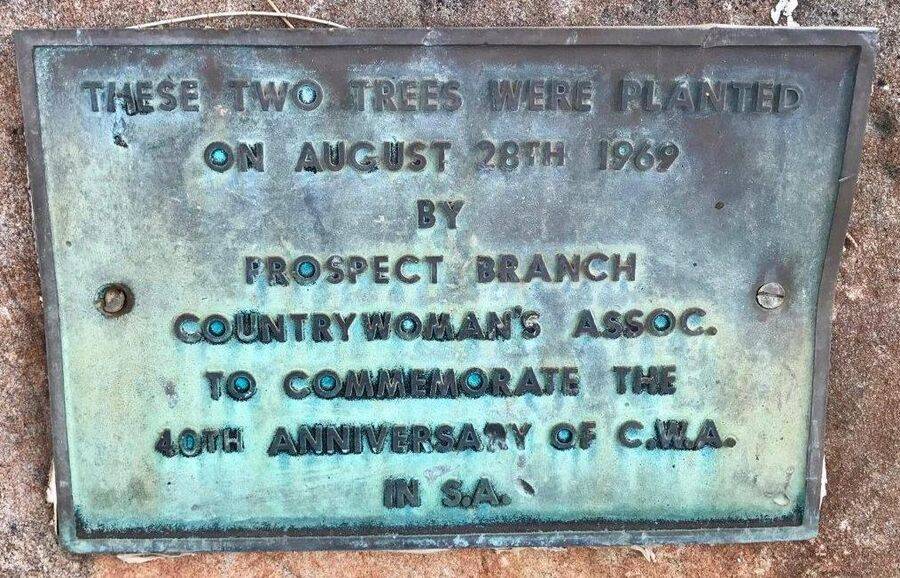 THESE TWO TREES WERE PLANTED
ON AUGUST 28TH 1969
BY
PROSPECT BRANCH
COUNTRYWOMAN'S ASSOC.
TO COMMEMORATE THE
40TH ANNIVERSARY OF C.W.A.
IN S.A.